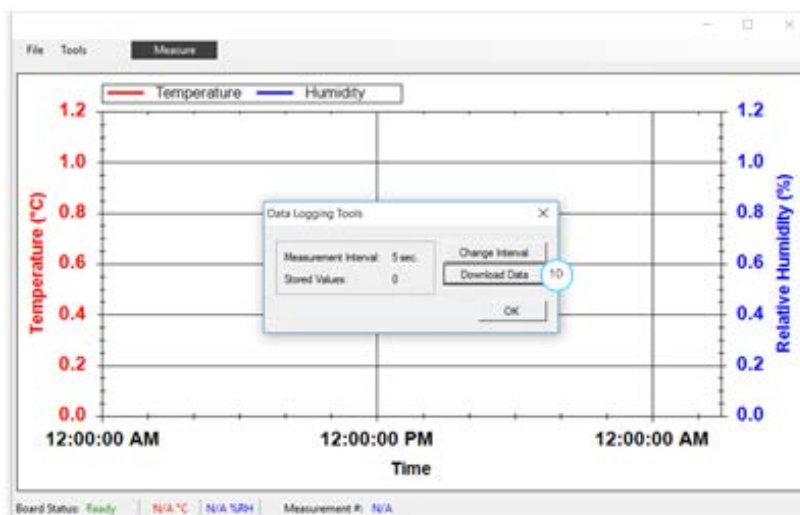 File Tools Measure
Temperature Humidity
1.2 1.2
1.0 1.0
0.8 0.8
0.6 0.6
0.4 0.4
0.2 0.2
0.0 0.0
Temperature (°C)
Relative Humidity (%)
Data Logging Tools
Measurement Interval: 5 sec.
Change Interval
Stored Values: 0
Download Data
10
OK
12:00:00 AM 12:00:00 PM 12:00:00 AM
Time
Board Status: Ready N/A °C N/A %RH Measurement #: N/A